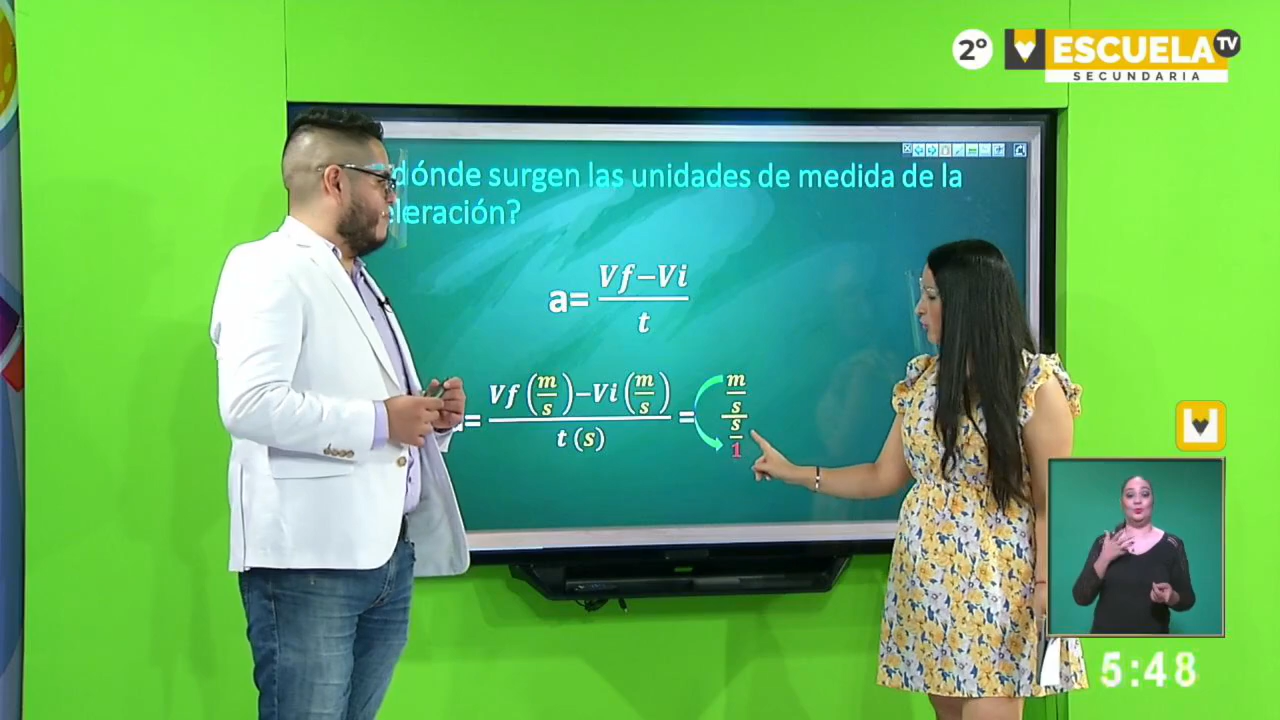 2º
ESCUELA TV
SECUNDARIA
dónde surgen las unidades de medida de la
eleración?
a= Vf−Vi / t
= Vf (m/s)−Vi (m/s) / t (s) = m/s / s/1
5:48